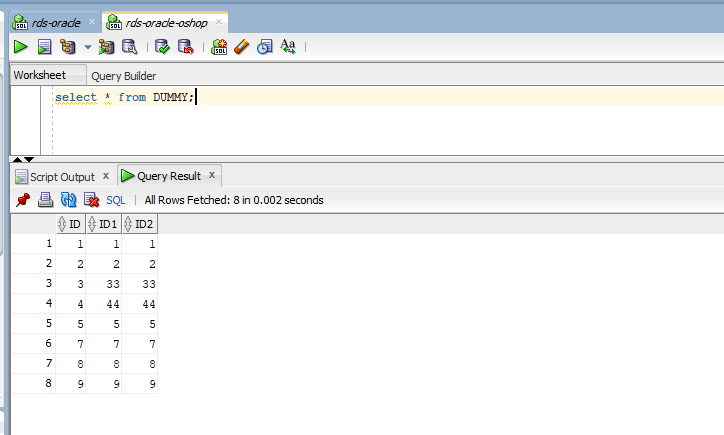 rds-oracle x rds-oracle-oshop x
Worksheet Query Builder
select * from DUMMY;
Script Output x Query Result x
SQL All Rows Fetched: 8 in 0.002 seconds
ID ID1 ID2
1 1 1 1
2 2 2 2
3 3 33 33
4 4 44 44
5 5 5 5
6 7 7 7
7 8 8 8
8 9 9 9